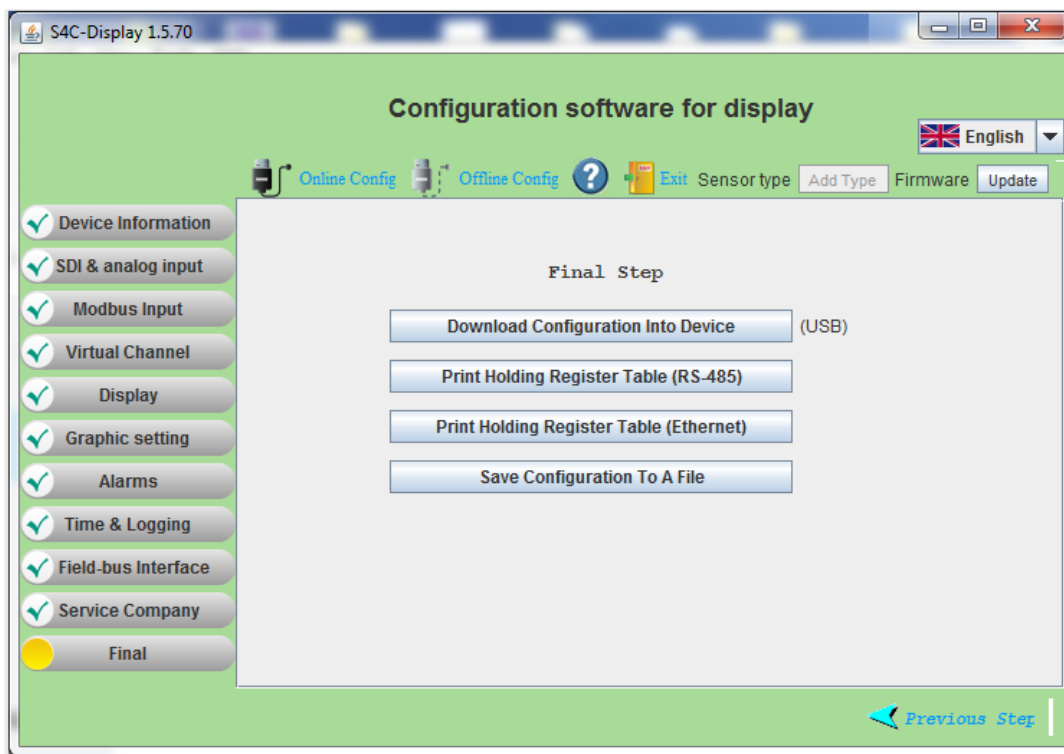 S4C-Display 1.5.70
Configuration software for display
English
Online Config Offline Config ? Exit Sensor type Add Type Firmware Update
Device Information
SDI & analog input
Modbus Input
Virtual Channel
Display
Graphic setting
Alarms
Time & Logging
Field-bus Interface
Service Company
Final
Final Step
Download Configuration Into Device (USB)
Print Holding Register Table (RS-485)
Print Holding Register Table (Ethernet)
Save Configuration To A File
Previous Step